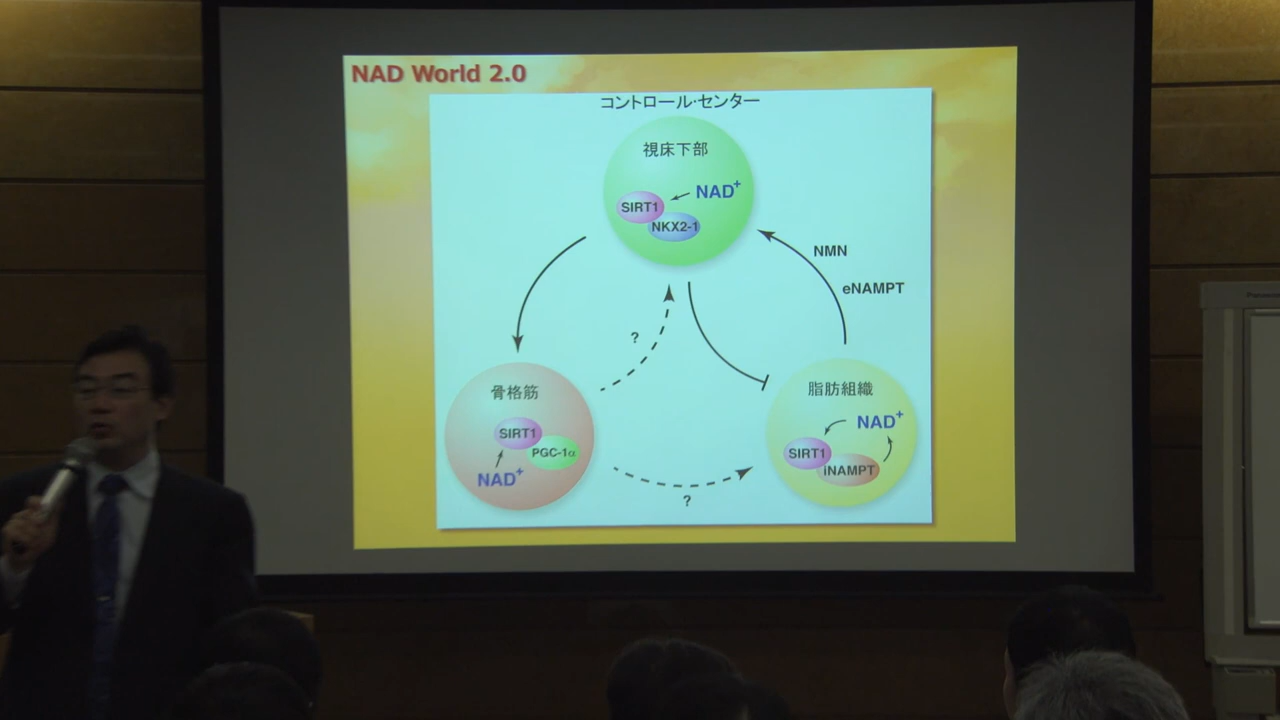 NAD World 2.0
コントロール・センター
視床下部
NAD+
SIRT1
NKX2-1
NMN
eNAMPT
?
骨格筋
SIRT1
PGC-1α
NAD+
脂肪組織
NAD+
SIRT1
iNAMPT
?
Panasonic